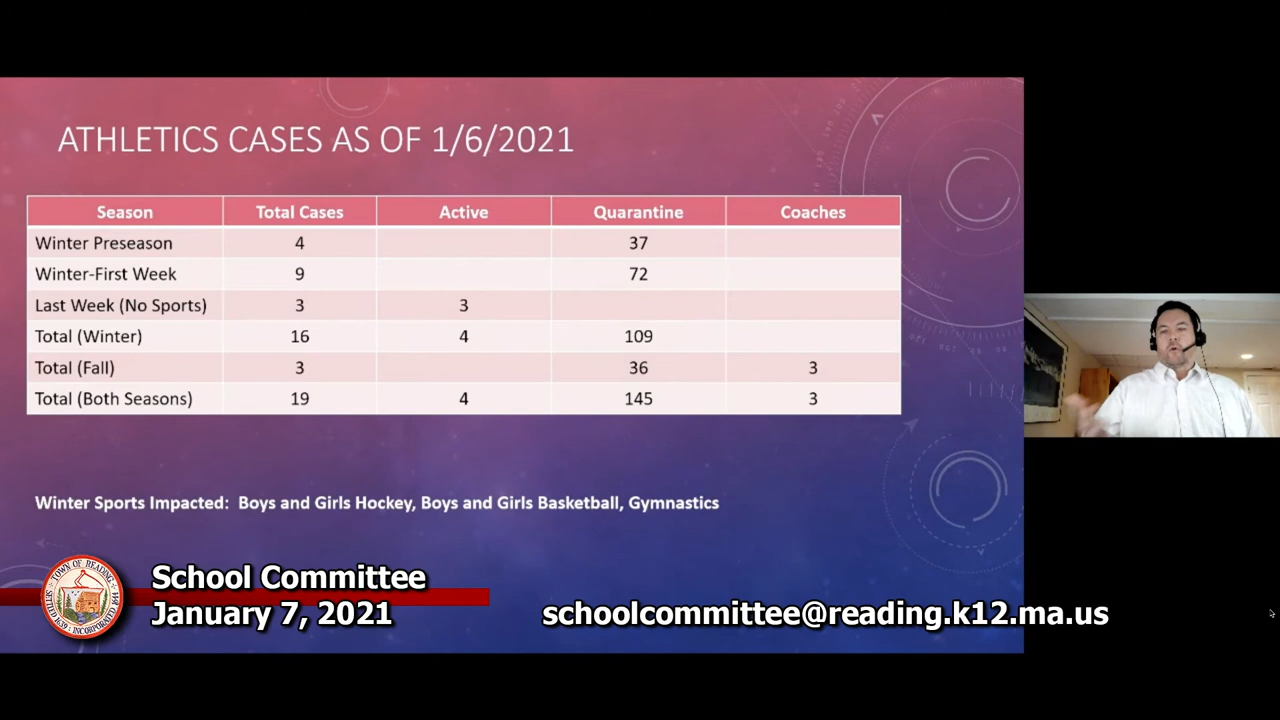 ATHLETICS CASES AS OF 1/6/2021
Season Total Cases Active Quarantine Coaches
Winter Preseason 4 37
Winter-First Week 9 72
Last Week (No Sports) 3 3
Total (Winter) 16 4 109
Total (Fall) 3 36 3
Total (Both Seasons) 19 4 145 3
Winter Sports Impacted: Boys and Girls Hockey, Boys and Girls Basketball, Gymnastics
School Committee
January 7, 2021
schoolcommittee@reading.k12.ma.us
TOWN OF READING